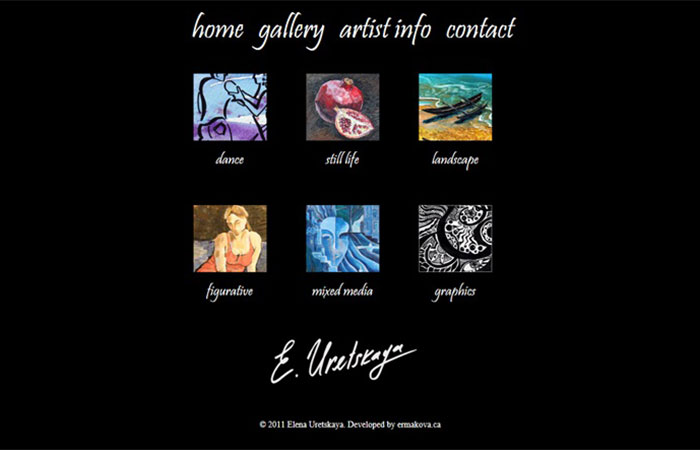 home gallery artist info contact
dance still life landscape
figurative mixed media graphics
E. Uretskaya
© 2011 Elena Uretskaya. Developed by ermakova.ca